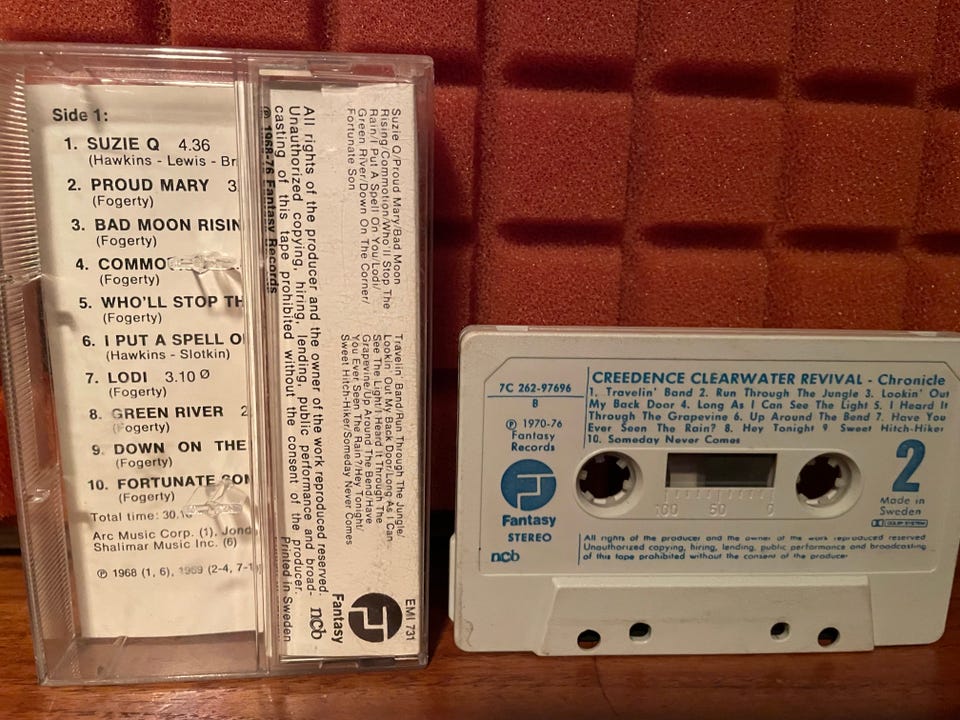 Side 1:
1. SUZIE Q 4.36
(Hawkins - Lewis - Br
2. PROUD MARY 3
(Fogerty)
3. BAD MOON RISIN
(Fogerty)
4. COMMO
(Fogerty)
5. WHO'LL STOP TH
(Fogerty)
6. I PUT A SPELL O
(Hawkins - Slotkin)
7. LODI 3.10 Ø
(Fogerty)
8. GREEN RIVER 2
(Fogerty)
9. DOWN ON THE
(Fogerty)
10. FORTUNATE SON
(Fogerty)
Total time: 30.10
Arc Music Corp. (1), Jond
Shalimar Music Inc. (6)
℗ 1968 (1, 6), 1969 (2-4, 7-1
Suzie Q/Proud Mary/Bad Moon
Rising/Commotion/Who'll Stop The
Rain/I Put A Spell On You/Lodi/
Green River/Down On The Corner/
Fortunate Son
Travelin' Band/Run Through The Jungle/
Lookin' Out My Back Door/Long As I Can
See The Light/I Heard It Through The
Grapevine/Up Around The Bend/Have
You Ever Seen The Rain?/Hey Tonight/
Sweet Hitch-Hiker/Someday Never Comes
All rights of the producer and the owner of the work reproduced reserved.
Unauthorized copying, hiring, lending, public performance and broad-
casting of this tape prohibited without the consent of the producer.
℗ 1968-76 Fantasy Records
Printed in Sweden
ncb
Fantasy
EMI 731
7C 262-97696
B
℗ 1970-76
Fantasy
Records
Fantasy
STEREO
ncb
CREEDENCE CLEARWATER REVIVAL - Chronicle
1. Travelin' Band 2. Run Through The Jungle 3. Lookin' Out
My Back Door 4. Long As I Can See The Light 5. I Heard It
Through The Grapevine 6. Up Around The Bend 7. Have You
Ever Seen The Rain? 8. Hey Tonight 9 Sweet Hitch-Hiker
10. Someday Never Comes
100 50 0
2
Made in
Sweden
DOLBY SYSTEM
All rights of the producer and the owner of the work reproduced reserved
Unauthorized copying, hiring, lending, public performance and broadcasting
of this tape prohibited without the consent of the producer